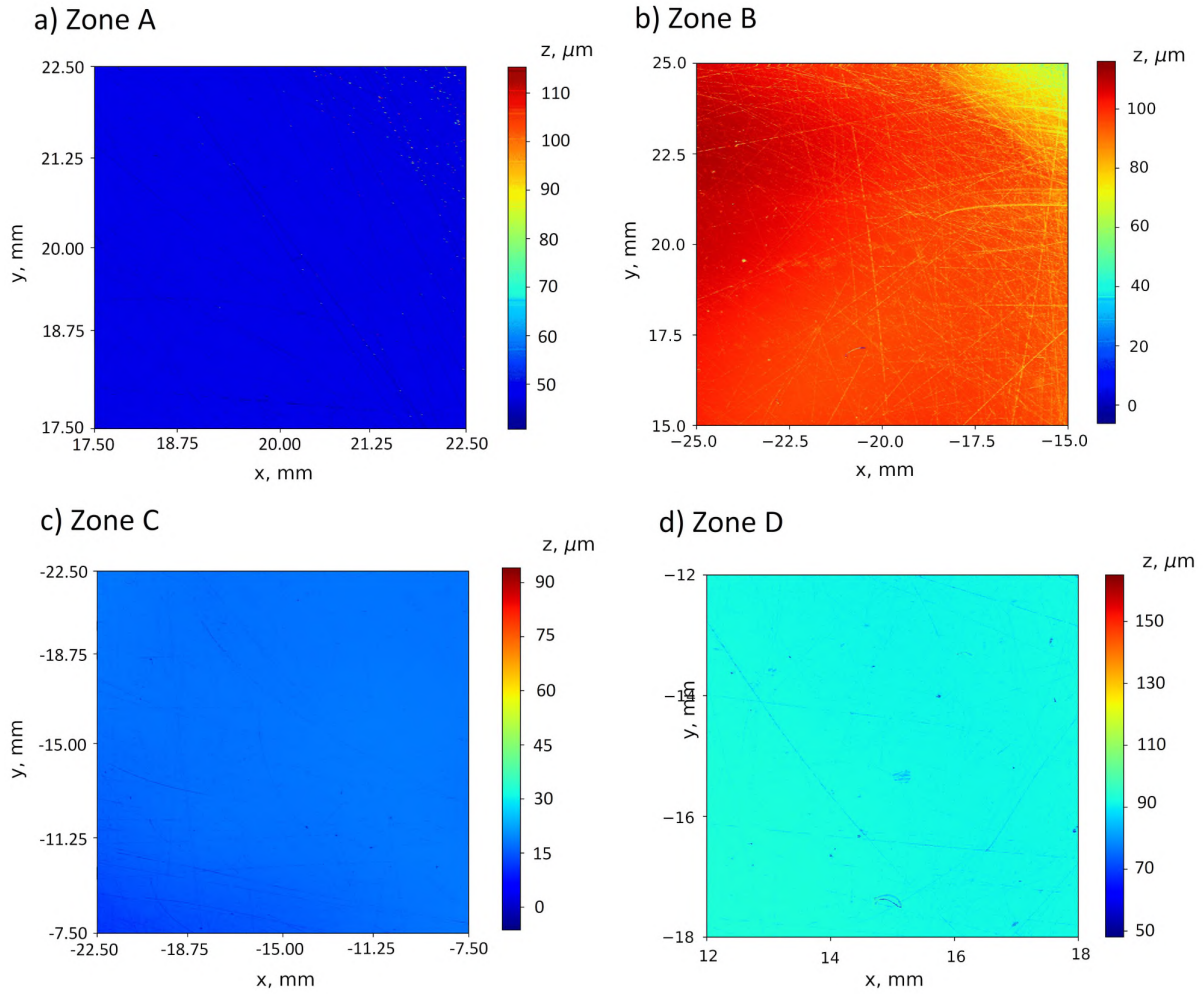 a) Zone A
z, μm
22.50
21.25
20.00
18.75
17.50
y, mm
17.50 18.75 20.00 21.25 22.50
x, mm
110
100
90
80
70
60
50
b) Zone B
z, μm
25.0
22.5
20.0
17.5
15.0
y, mm
−25.0 −22.5 −20.0 −17.5 −15.0
x, mm
100
80
60
40
20
0
c) Zone C
z, μm
-22.50
-18.75
-15.00
-11.25
-7.50
y, mm
-22.50 -18.75 -15.00 -11.25 -7.50
x, mm
90
75
60
45
30
15
0
d) Zone D
z, μm
−12
−14
−16
−18
y, mm
12 14 16 18
x, mm
150
130
110
90
70
50